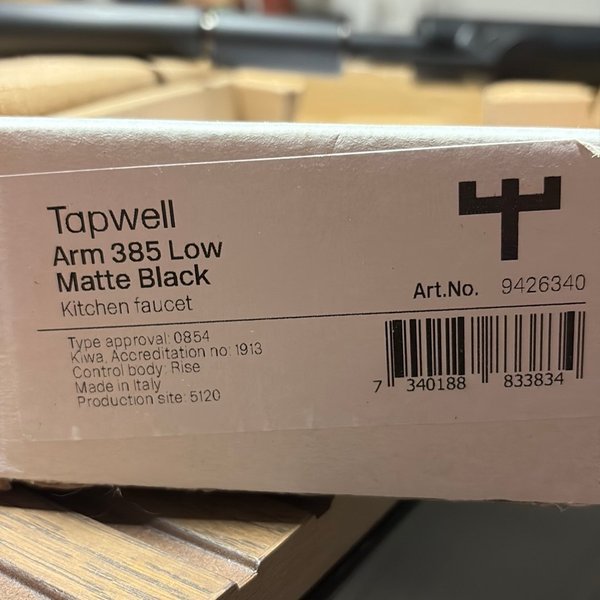 Tapwell
Arm 385 Low
Matte Black
Kitchen faucet
Art.No. 9426340
Type approval: 0854
Kiwa, Accreditation no: 1913
Control body: Rise
Made in Italy
Production site: 5120
7 340188 833834